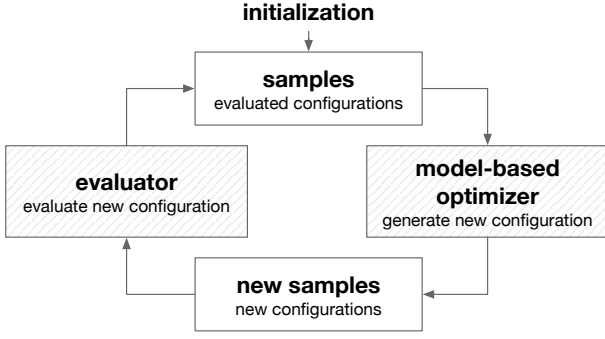 initialization
samples
evaluated configurations
evaluator
evaluate new configuration
model-based
optimizer
generate new configuration
new samples
new configurations